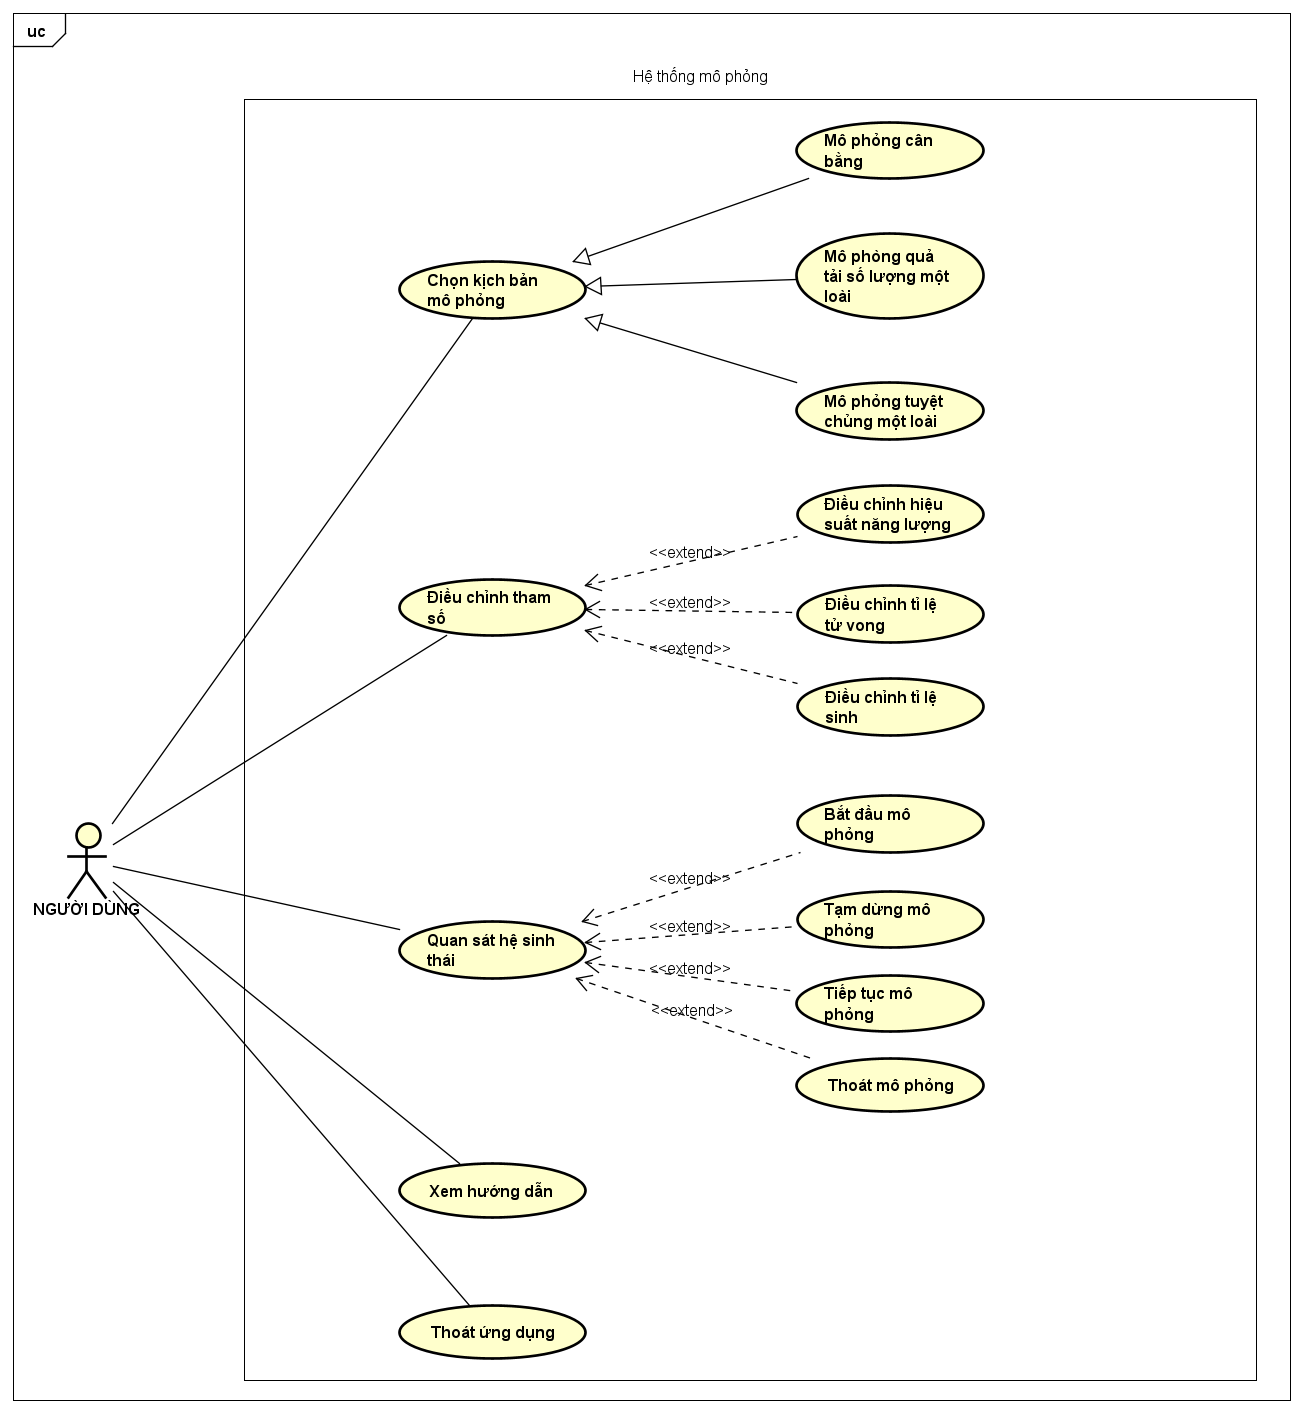 uc
Hệ thống mô phỏng
Mô phỏng cân
bằng
Chọn kịch bản
mô phỏng
Mô phòng quả
tải số lượng một
loài
Mô phỏng tuyệt
chủng một loài
Điều chỉnh tham
số
<<extend>>
<<extend>>
<<extend>>
Điều chỉnh hiệu
suất năng lượng
Điều chỉnh tỉ lệ
tử vong
Điều chỉnh tỉ lệ
sinh
NGƯỜI DÙNG
Quan sát hệ sinh
thái
<<extend>>
<<extend>>
<<extend>>
<<extend>>
Bắt đầu mô
phỏng
Tạm dừng mô
phỏng
Tiếp tục mô
phỏng
Thoát mô phỏng
Xem hướng dẫn
Thoát ứng dụng